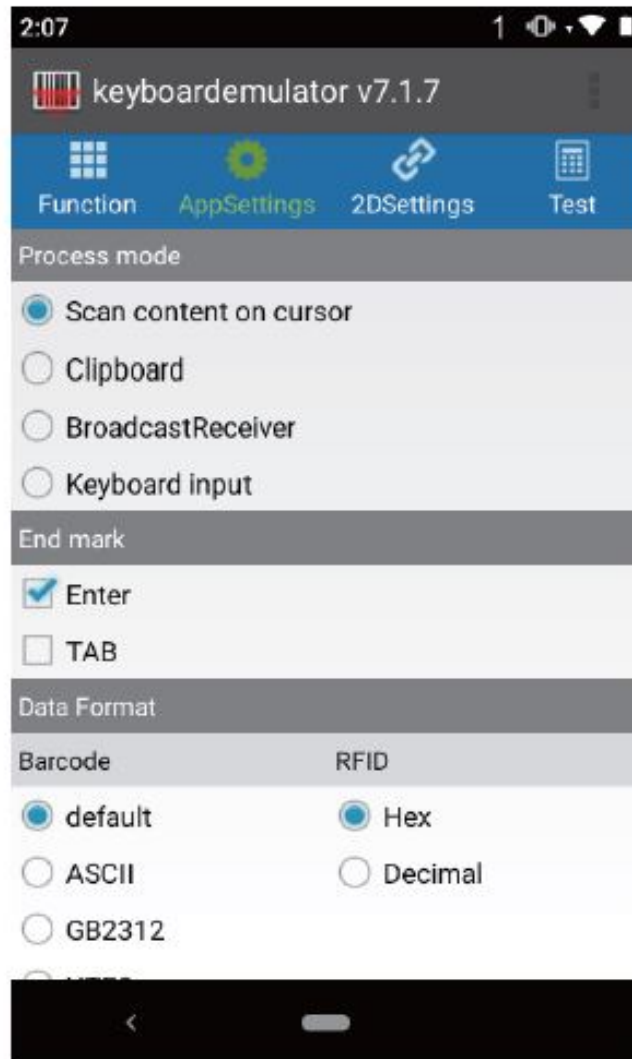 2:07 1
keyboardemulator v7.1.7
Function AppSettings 2DSettings Test
Process mode
Scan content on cursor
Clipboard
BroadcastReceiver
Keyboard input
End mark
Enter
TAB
Data Format
Barcode RFID
default Hex
ASCII Decimal
GB2312